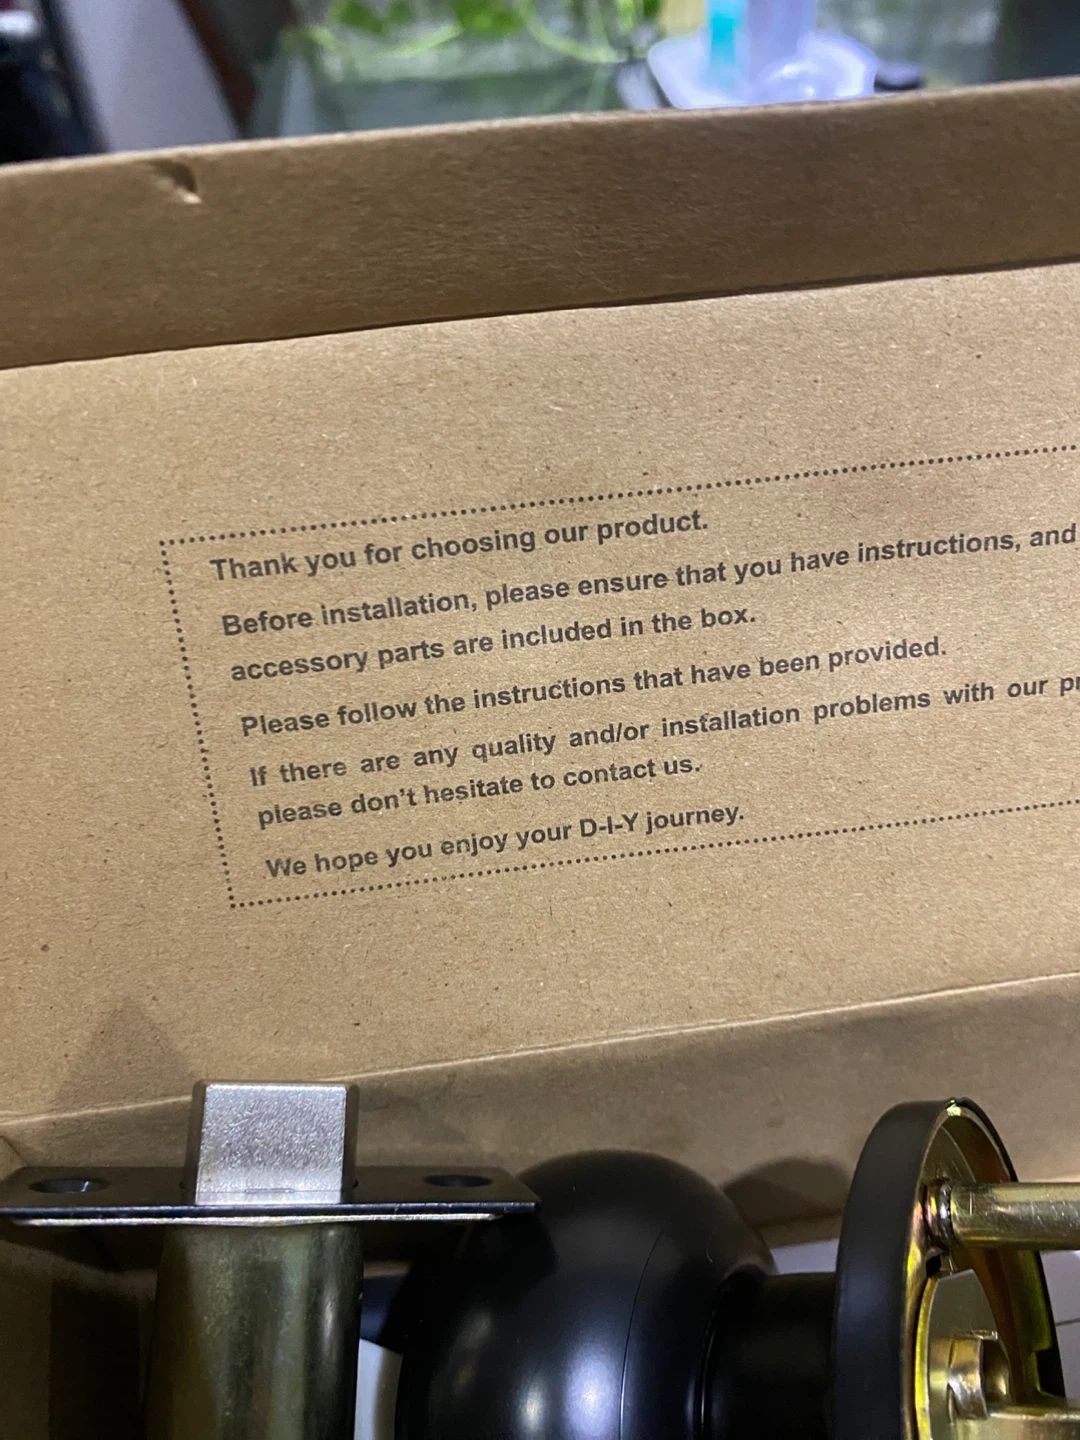 Thank you for choosing our product.
Before installation, please ensure that you have instructions, and
accessory parts are included in the box.
Please follow the instructions that have been provided.
If there are any quality and/or installation problems with our
please don't hesitate to contact us.
We hope you enjoy your D-I-Y journey.